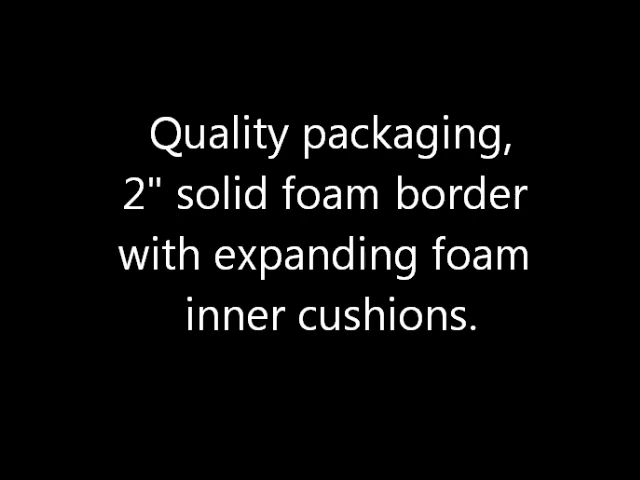 Quality packaging,
2" solid foam border
with expanding foam
inner cushions.